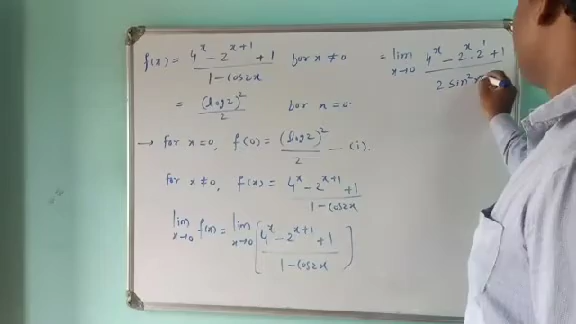 f(x) = 4^x - 2^(x+1) + 1 / 1 - cos2x for x ≠ 0
= (log2)^2 / 2 for n = 0
→ for x = 0, f(0) = (log2)^2 / 2 --- (i).
for x ≠ 0, f(x) = 4^x - 2^(x+1) + 1 / 1 - cos2x
lim x→0 f(x) = lim x→0 [4^x - 2^(x+1) + 1 / 1 - cos2x]
= lim x→0 4^x - 2^x · 2^1 + 1 / 2 sin^2 x